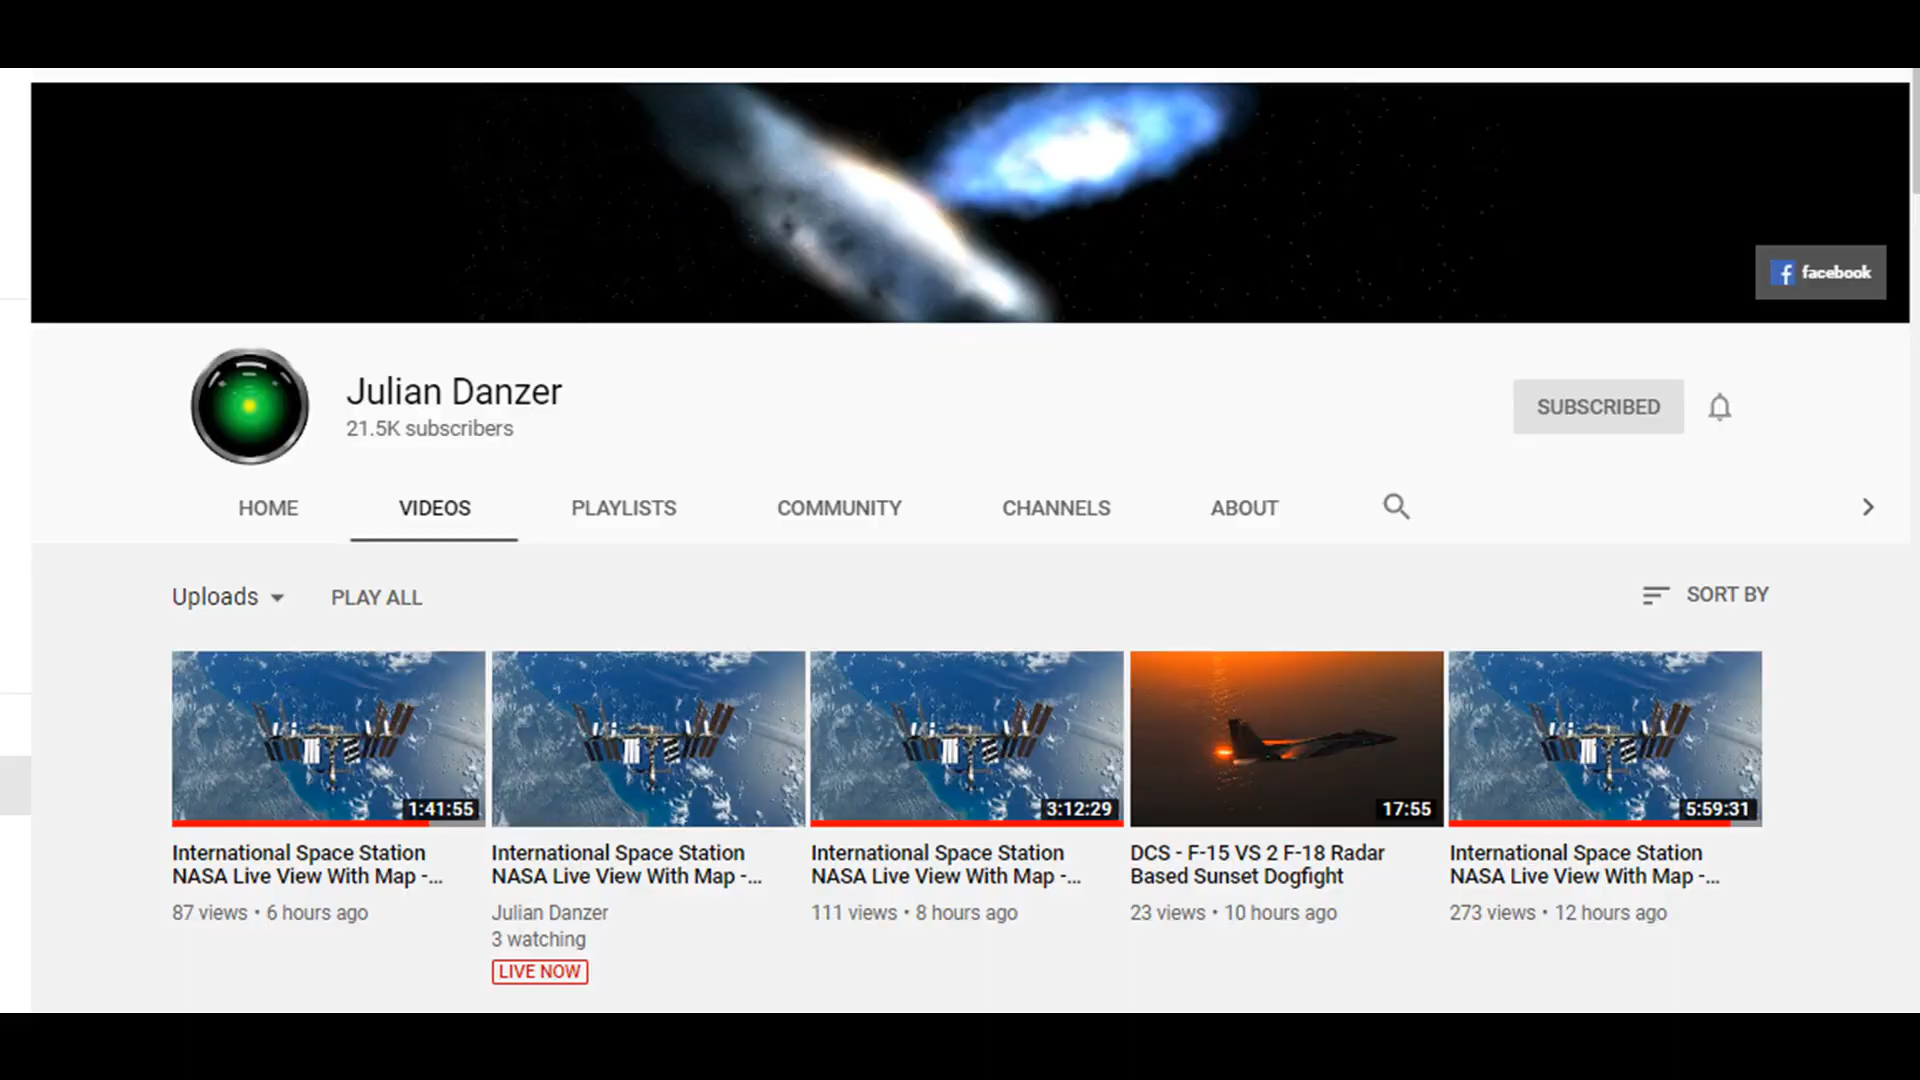 facebook
Julian Danzer
21.5K subscribers
SUBSCRIBED
HOME VIDEOS PLAYLISTS COMMUNITY CHANNELS ABOUT
Uploads PLAY ALL SORT BY
1:41:55 3:12:29 17:55 5:59:31
International Space Station
NASA Live View With Map -...
87 views • 6 hours ago
International Space Station
NASA Live View With Map -...
Julian Danzer
3 watching
LIVE NOW
International Space Station
NASA Live View With Map -...
111 views • 8 hours ago
DCS - F-15 VS 2 F-18 Radar
Based Sunset Dogfight
23 views • 10 hours ago
International Space Station
NASA Live View With Map -...
273 views • 12 hours ago